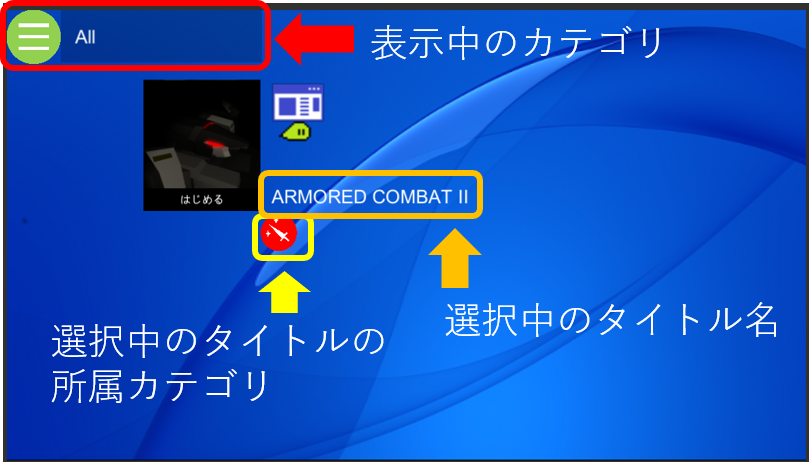 All
表示中のカテゴリ
はじめる
ARMORED COMBAT II
選択中のタイトル名
選択中のタイトルの
所属カテゴリ